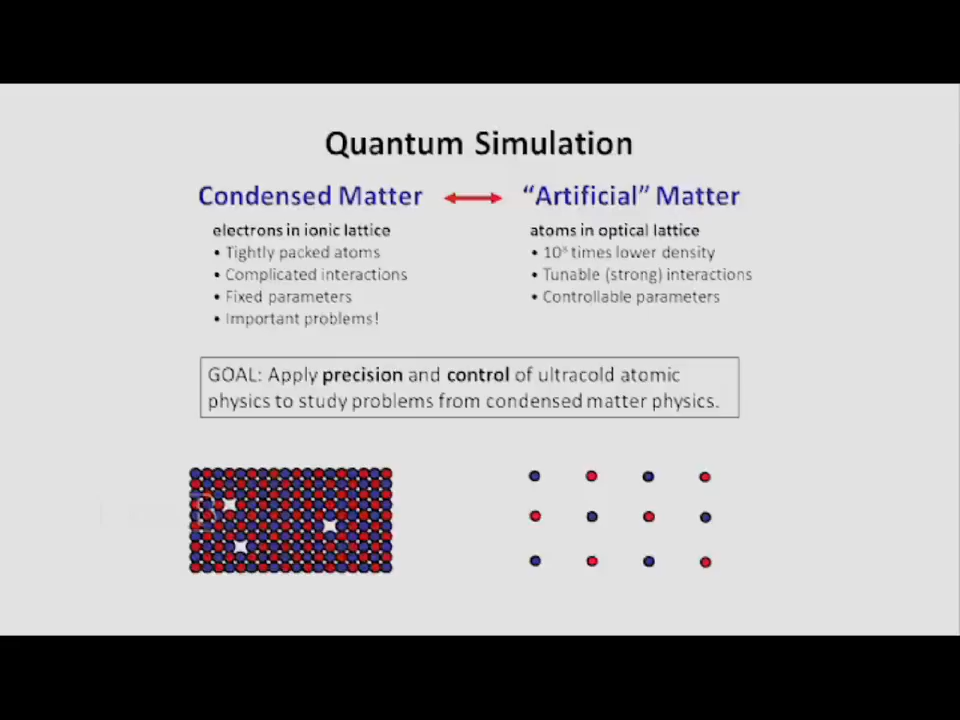 Quantum Simulation
Condensed Matter
electrons in ionic lattice
• Tightly packed atoms
• Complicated interactions
• Fixed parameters
• Important problems!
"Artificial" Matter
atoms in optical lattice
• times lower density
• Tunable (strong) interactions
• Controllable parameters
GOAL: Apply precision and control of ultracold atomic
physics to study problems from condensed matter physics.